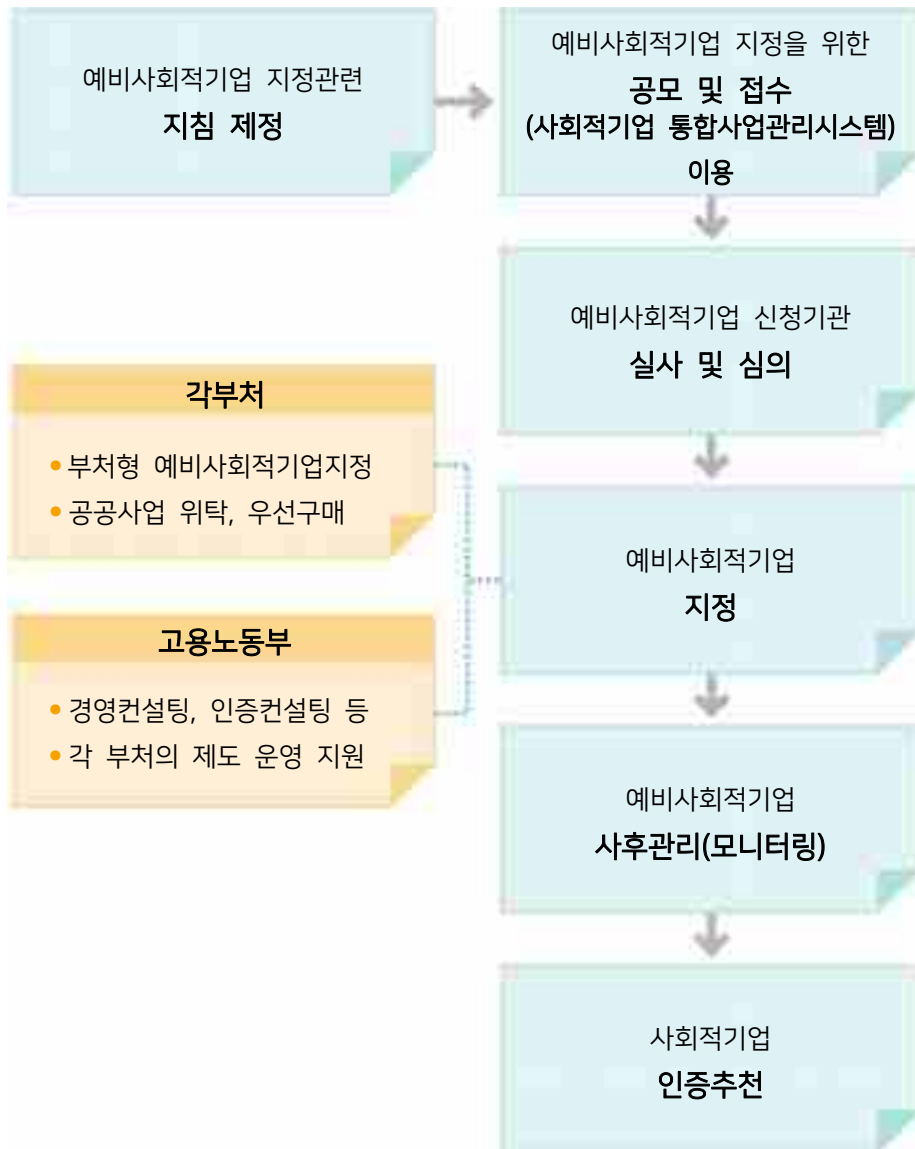 예비사회적기업 지정관련
지침 제정
예비사회적기업 지정을 위한
공모 및 접수
(사회적기업 통합사업관리시스템)
이용
예비사회적기업 신청기관
실사 및 심의
각부처
• 부처형 예비사회적기업지정
• 공공사업 위탁, 우선구매
예비사회적기업
지정
고용노동부
• 경영컨설팅, 인증컨설팅 등
• 각 부처의 제도 운영 지원
예비사회적기업
사후관리(모니터링)
사회적기업
인증추천